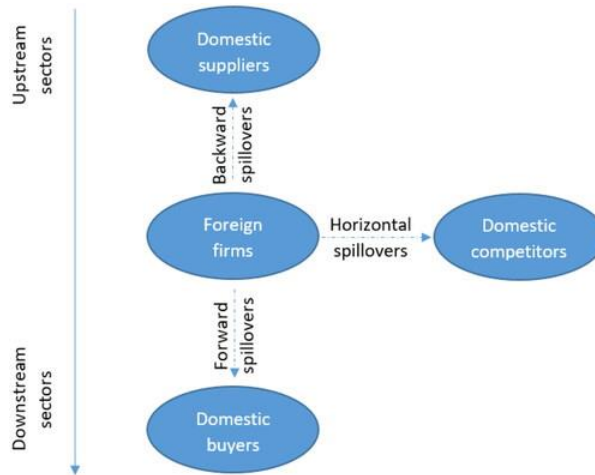 Upstream
sectors
Domestic
suppliers
Backward
spillovers
Foreign
firms
Horizontal
spillovers
Domestic
competitors
Forward
spillovers
Downstream
sectors
Domestic
buyers